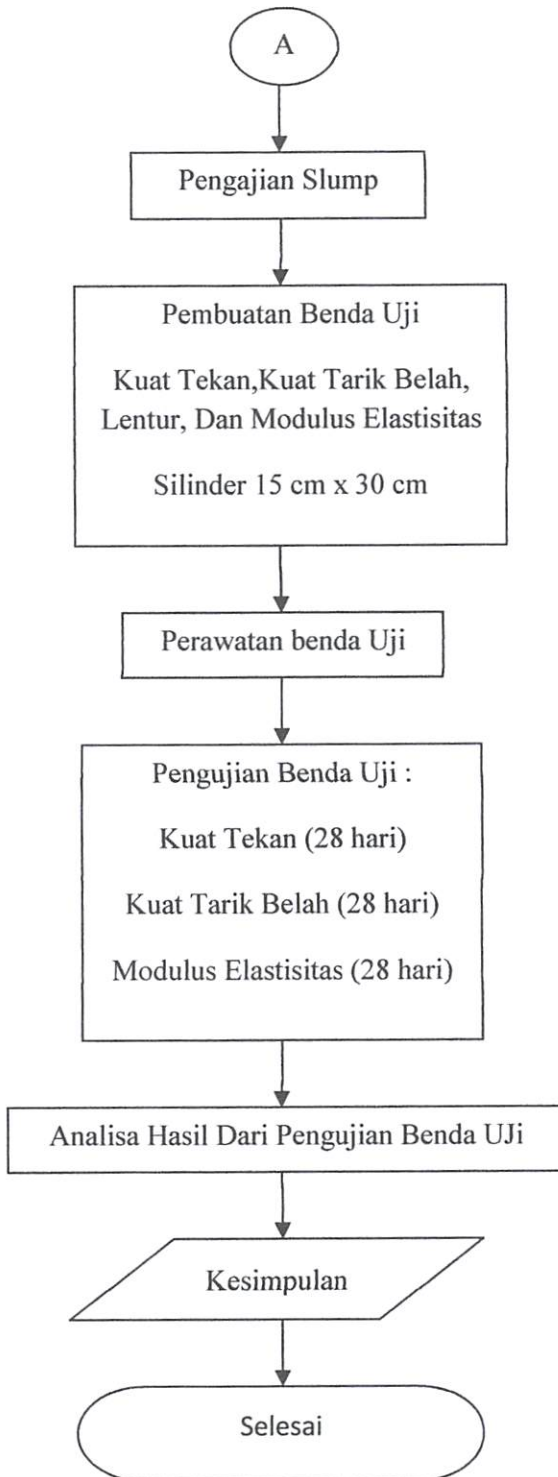 A
Pengajian Slump
Pembuatan Benda Uji
Kuat Tekan,Kuat Tarik Belah,
Lentur, Dan Modulus Elastisitas
Silinder 15 cm x 30 cm
Perawatan benda Uji
Pengujian Benda Uji :
Kuat Tekan (28 hari)
Kuat Tarik Belah (28 hari)
Modulus Elastisitas (28 hari)
Analisa Hasil Dari Pengujian Benda UJi
Kesimpulan
Selesai